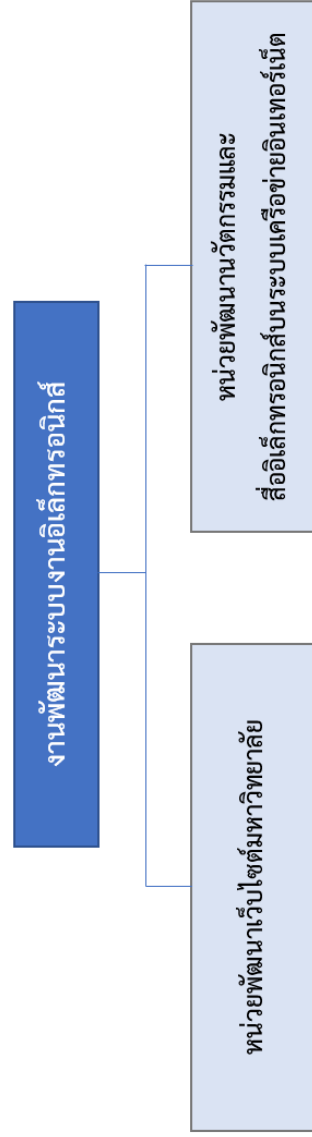 งานพัฒนาระบบงานอิเล็กทรอนิกส์
หน่วยพัฒนาเว็บไซต์มหาวิทยาลัย
หน่วยพัฒนานวัตกรรมและ
สื่ออิเล็กทรอนิกส์บนระบบเครือข่ายอินเทอร์เน็ต